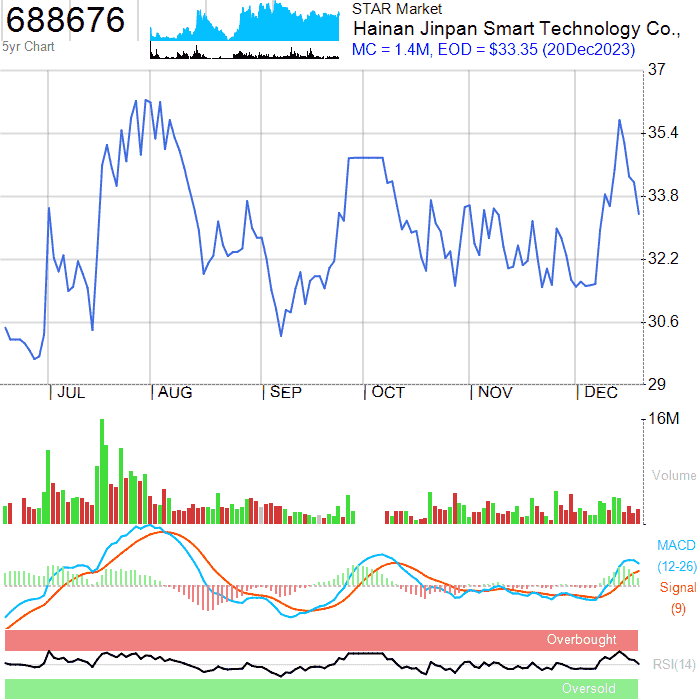 688676
5yr Chart
STAR Market
Hainan Jinpan Smart Technology Co.,
MC = 1.4M, EOD = $33.35 (20Dec2023)
37
35.4
33.8
32.2
30.6
29
JUL AUG SEP OCT NOV DEC
16M
Volume
MACD
(12-26)
Signal
(9)
Overbought
RSI(14)
Oversold